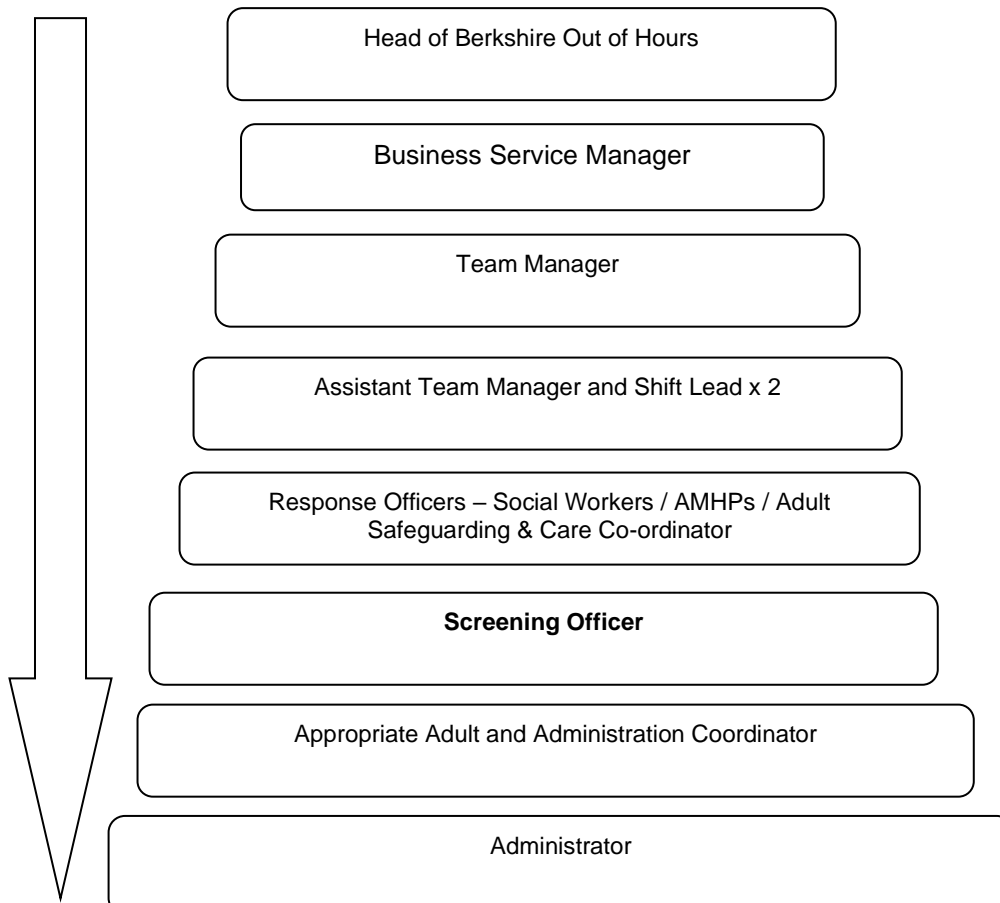 Head of Berkshire Out of Hours
Business Service Manager
Team Manager
Assistant Team Manager and Shift Lead x 2
Response Officers – Social Workers / AMHPs / Adult
Safeguarding & Care Co-ordinator
Screening Officer
Appropriate Adult and Administration Coordinator
Administrator